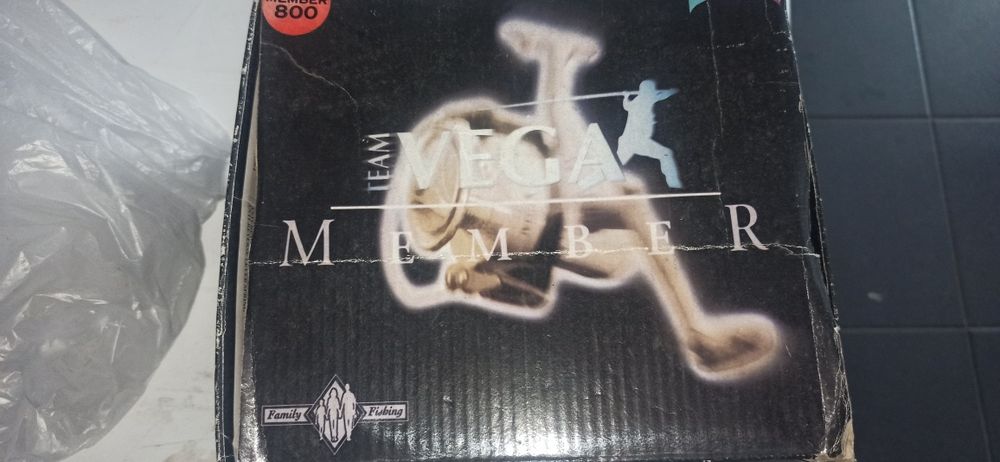 MEMBER
800
TEAM
VEGA
MEMBER
Family Fishing